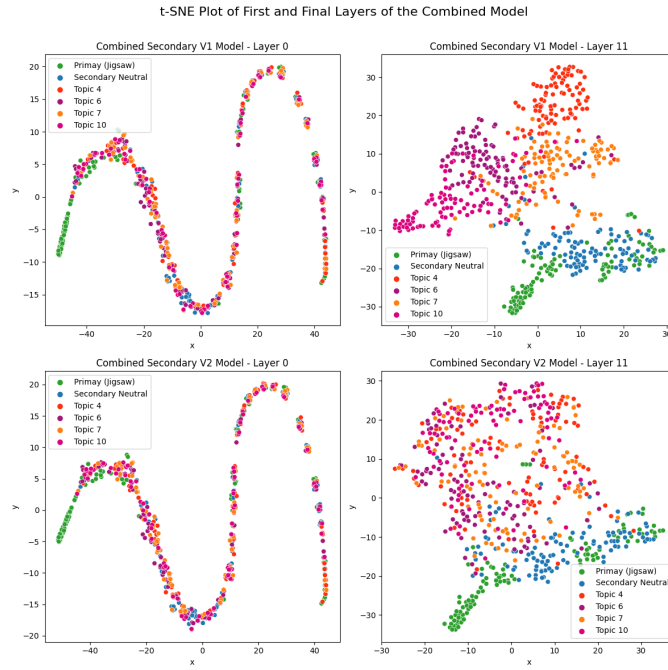 t-SNE Plot of First and Final Layers of the Combined Model
Combined Secondary V1 Model - Layer 0
20
15
10
5
0
−5
−10
−15
y
−40
−20
0
20
40
x
Primay (Jigsaw)
Secondary Neutral
Topic 4
Topic 6
Topic 7
Topic 10
Combined Secondary V1 Model - Layer 11
30
20
10
0
−10
−20
−30
y
−30
−20
−10
0
10
20
30
x
Primay (Jigsaw)
Secondary Neutral
Topic 4
Topic 6
Topic 7
Topic 10
Combined Secondary V2 Model - Layer 0
20
15
10
5
0
−5
−10
−15
−20
y
−40
−20
0
20
40
x
Primay (Jigsaw)
Secondary Neutral
Topic 4
Topic 6
Topic 7
Topic 10
Combined Secondary V2 Model - Layer 11
30
20
10
0
−10
−20
−30
y
−30
−20
−10
0
10
20
30
x
Primay (Jigsaw)
Secondary Neutral
Topic 4
Topic 6
Topic 7
Topic 10